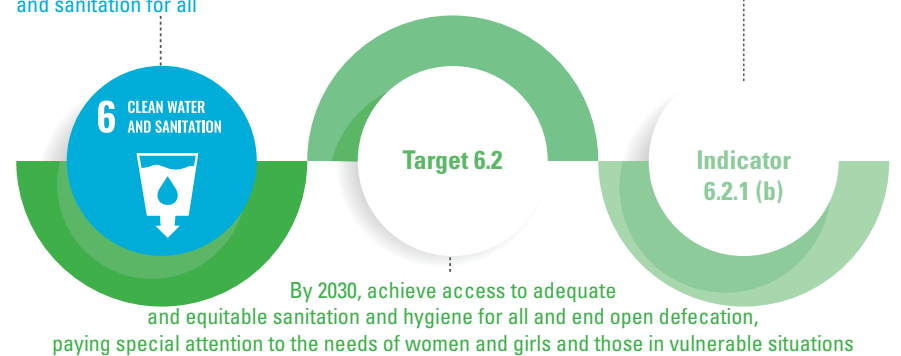 and sanitation for all
6 CLEAN WATER
AND SANITATION
Target 6.2
Indicator
6.2.1 (b)
By 2030, achieve access to adequate
and equitable sanitation and hygiene for all and end open defecation,
paying special attention to the needs of women and girls and those in vulnerable situations